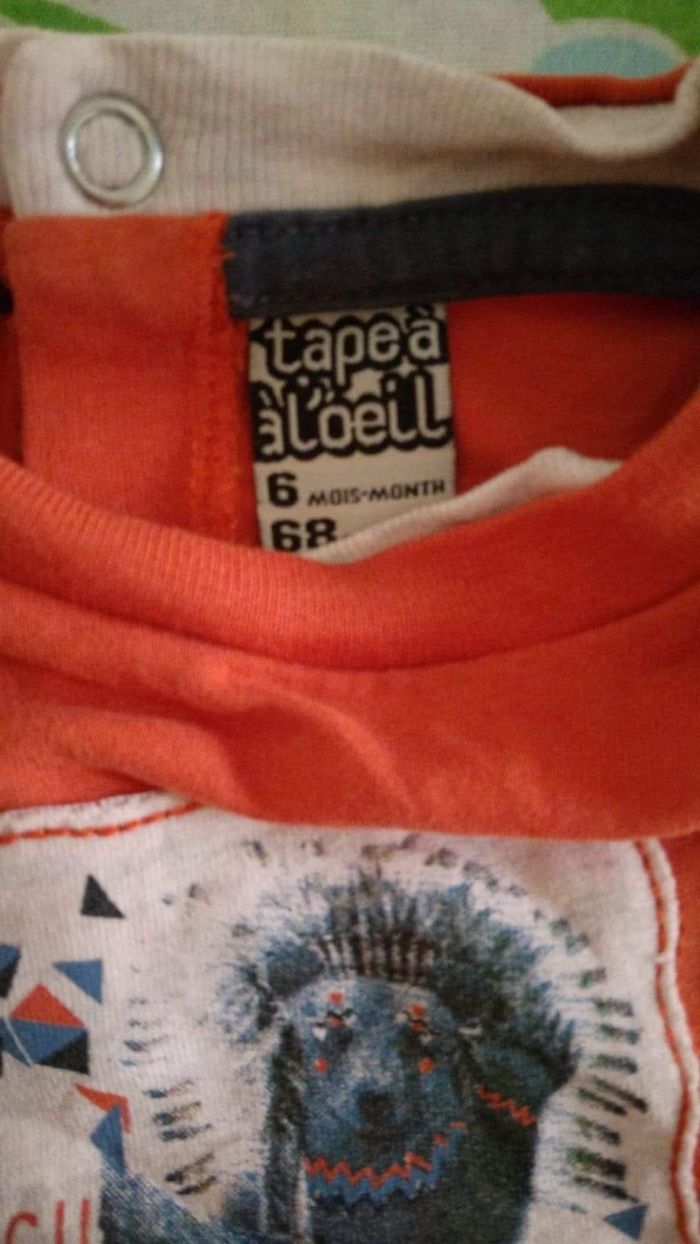 tape à
à l'oeil
6 MOIS-MONTH
68